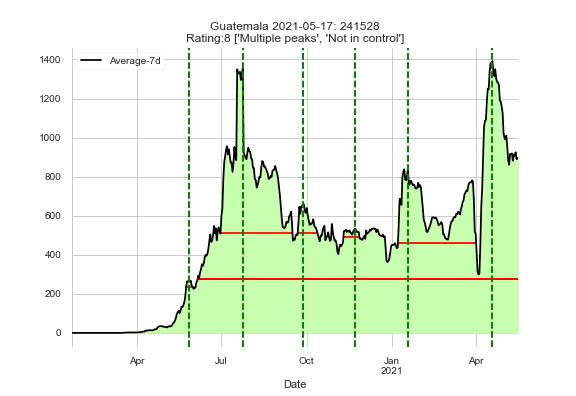 Guatemala 2021-05-17: 241528
Rating:8 ['Multiple peaks', 'Not in control']
Average-7d
1400
1200
1000
800
600
400
200
0
Apr
Jul
Oct
Jan
2021
Apr
Date